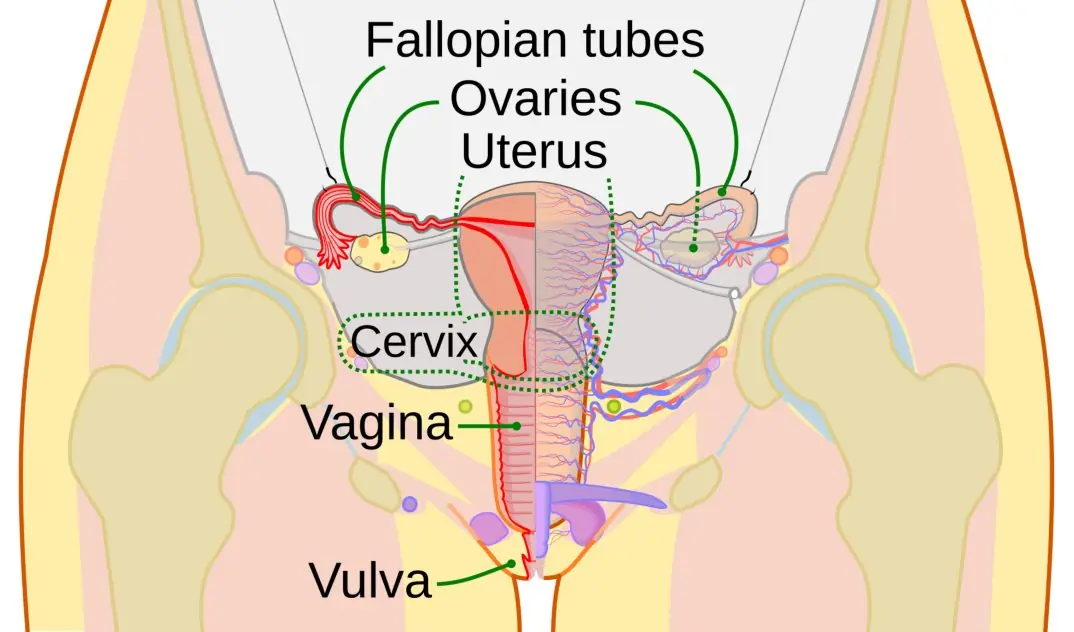 Fallopian tubes
Ovaries
Uterus
Cervix
Vagina
Vulva